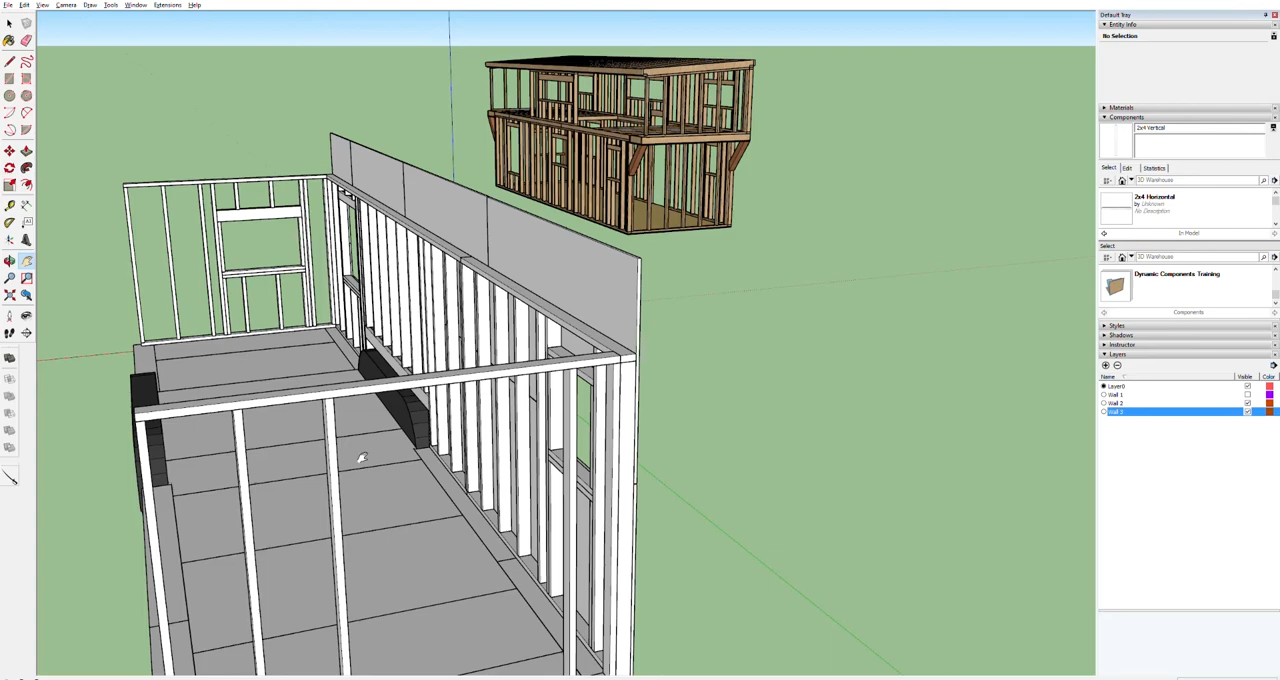 File Edit View Camera Draw Tools Window Extensions Help
Default Tray
Entity Info
No Selection
Materials
Components
2x4 Vertical
Select Edit Statistics
3D Warehouse
2x4 Horizontal
by Unknown
No Description
In Model
Select
3D Warehouse
Dynamic Components Training
Components
Styles
Shadows
Instructor
Layers
Name Visible Color
Layer0
Wall 1
Wall 2
Wall 3